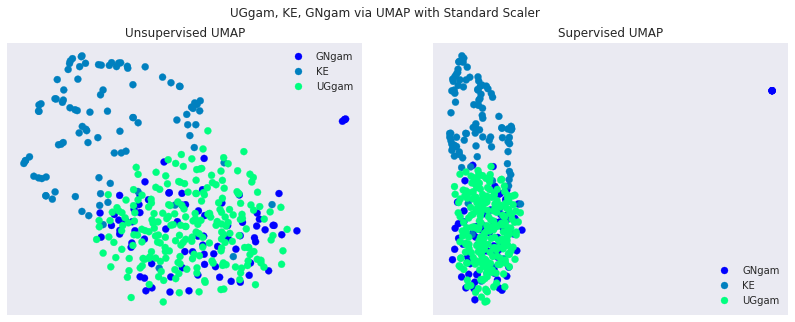 UGgam, KE, GNgam via UMAP with Standard Scaler
Unsupervised UMAP
GNgam
KE
UGgam
Supervised UMAP
GNgam
KE
UGgam